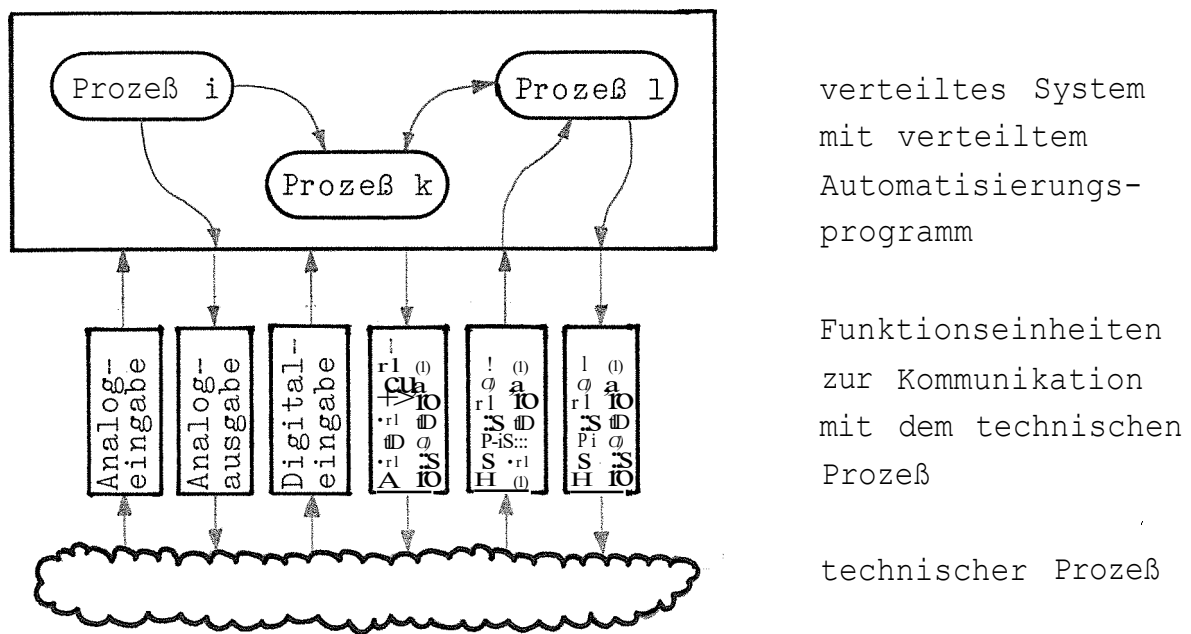 Prozeß i
Prozeß l
Prozeß k
verteiltes System
mit verteiltem
Automatisierungs-
programm
Analog-
eingabe
Analog-
ausgabe
Digital-
eingabe
Funktionseinheiten
zur Kommunikation
mit dem technischen
Prozeß
technischer Prozeß